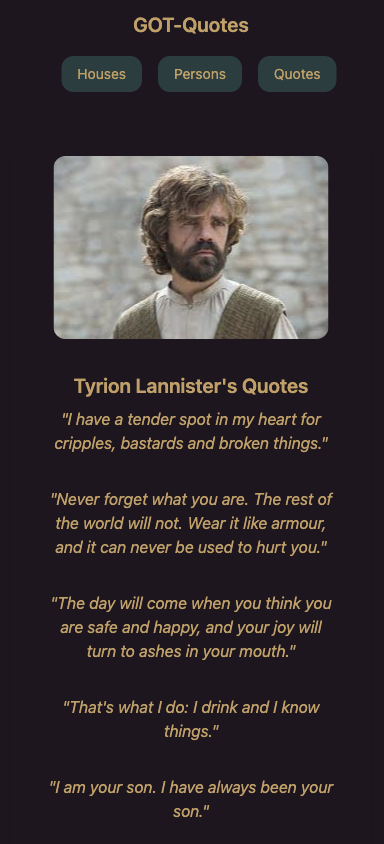 GOT-Quotes
Houses Persons Quotes
Tyrion Lannister's Quotes
"I have a tender spot in my heart for
cripples, bastards and broken things."
"Never forget what you are. The rest of
the world will not. Wear it like armour,
and it can never be used to hurt you."
"The day will come when you think you
are safe and happy, and your joy will
turn to ashes in your mouth."
"That's what I do: I drink and I know
things."
"I am your son. I have always been your
son."